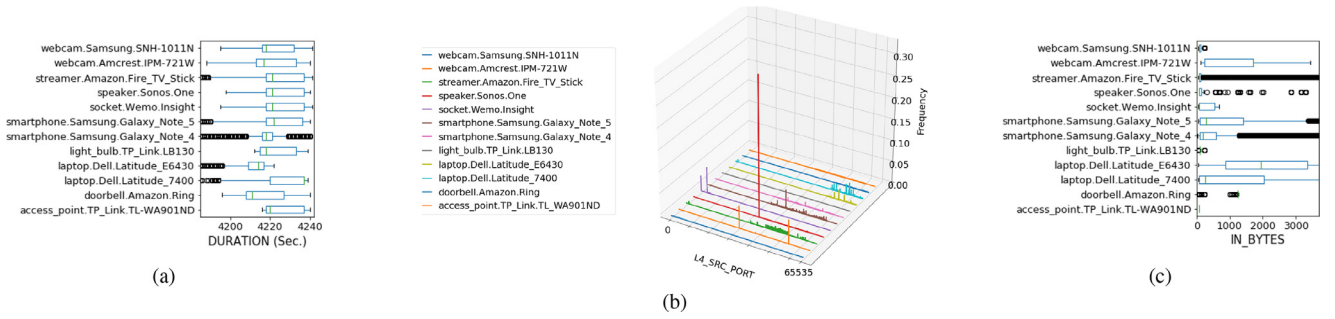 webcam.Samsung.SNH-1011N
webcam.Amcrest.IPM-721W
streamer.Amazon.Fire_TV_Stick
speaker.Sonos.One
socket.Wemo.Insight
smartphone.Samsung.Galaxy_Note_5
smartphone.Samsung.Galaxy_Note_4
light_bulb.TP_Link.LB130
laptop.Dell.Latitude_E6430
laptop.Dell.Latitude_7400
doorbell.Amazon.Ring
access_point.TP_Link.TL-WA901ND
4200 4220 4240
DURATION (Sec.)
(a)
webcam.Samsung.SNH-1011N
webcam.Amcrest.IPM-721W
streamer.Amazon.Fire_TV_Stick
speaker.Sonos.One
socket.Wemo.Insight
smartphone.Samsung.Galaxy_Note_5
smartphone.Samsung.Galaxy_Note_4
light_bulb.TP_Link.LB130
laptop.Dell.Latitude_E6430
laptop.Dell.Latitude_7400
doorbell.Amazon.Ring
access_point.TP_Link.TL-WA901ND
0.30
0.25
0.20
0.15
0.10
0.05
0.00
Frequency
0
L4_SRC_PORT
65535
(b)
webcam.Samsung.SNH-1011N
webcam.Amcrest.IPM-721W
streamer.Amazon.Fire_TV_Stick
speaker.Sonos.One
socket.Wemo.Insight
smartphone.Samsung.Galaxy_Note_5
smartphone.Samsung.Galaxy_Note_4
light_bulb.TP_Link.LB130
laptop.Dell.Latitude_E6430
laptop.Dell.Latitude_7400
doorbell.Amazon.Ring
access_point.TP_Link.TL-WA901ND
0 1000 2000 3000
IN_BYTES
(c)